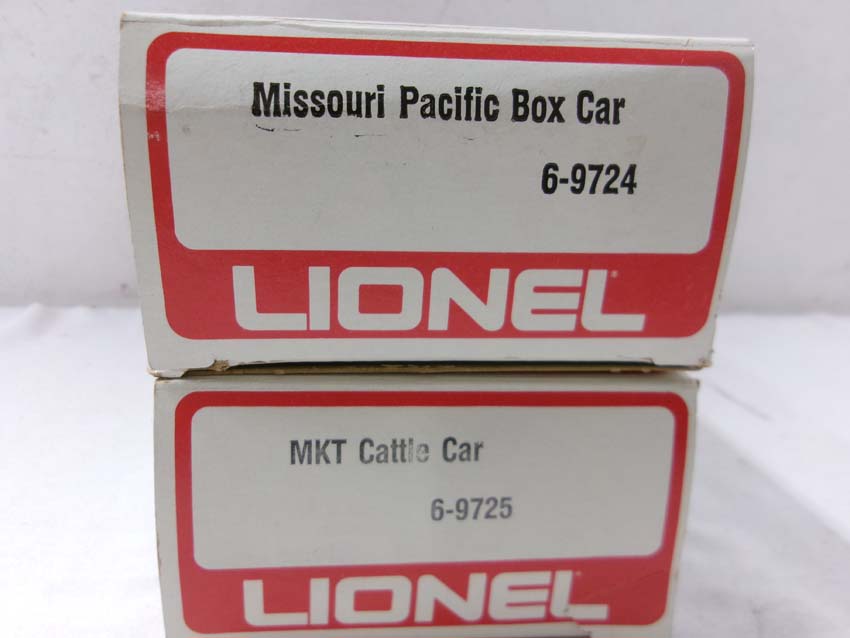 Missouri Pacific Box Car
6-9724
LIONEL
MKT Cattle Car
6-9725
LIONEL